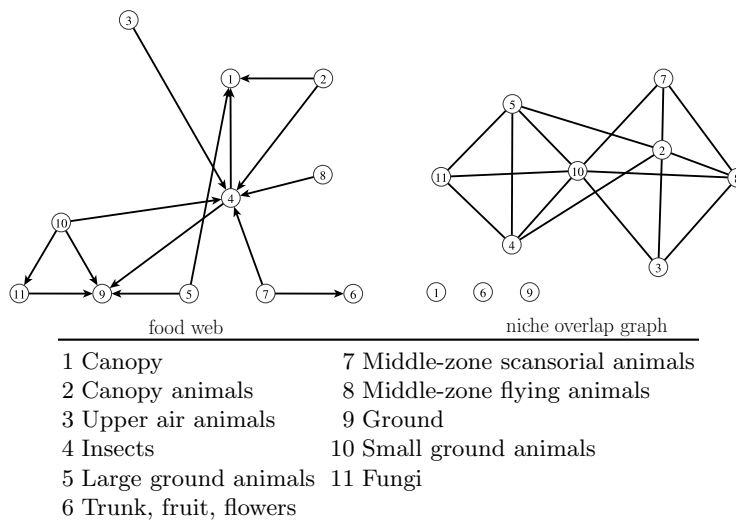 3
1
2
8
4
10
11
9
5
7
6
food web
7
5
2
10
11
8
4
3
1
6
9
niche overlap graph
1 Canopy
2 Canopy animals
3 Upper air animals
4 Insects
5 Large ground animals
6 Trunk, fruit, flowers
7 Middle-zone scansorial animals
8 Middle-zone flying animals
9 Ground
10 Small ground animals
11 Fungi